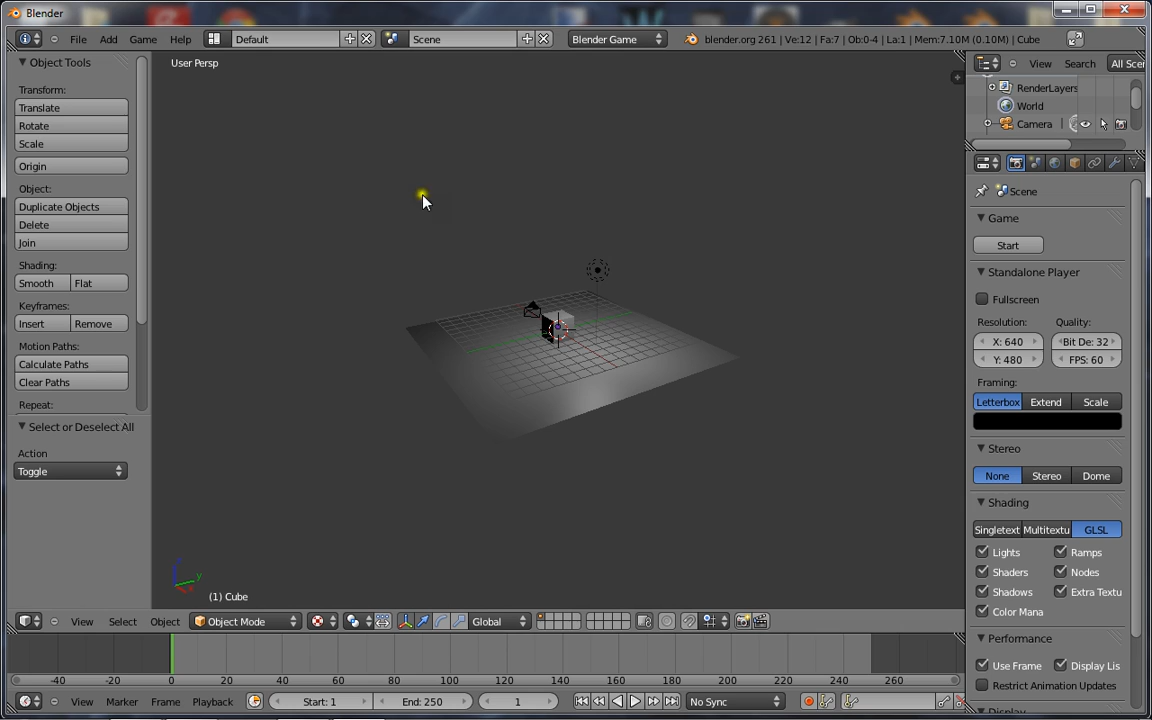 Blender
File Add Game Help Default Scene Blender Game blender.org 261 | Ve:12 | Fa:7 | Ob:0-4 | La:1 | Mem:7.10M (0.10M) | Cube
Object Tools
Transform:
Translate
Rotate
Scale
Origin
Object:
Duplicate Objects
Delete
Join
Shading:
Smooth Flat
Keyframes:
Insert Remove
Motion Paths:
Calculate Paths
Clear Paths
Repeat:
Select or Deselect All
Action
Toggle
User Persp
(1) Cube
View Select Object Object Mode Global
-40 -20 0 20 40 60 80 100 120 140 160 180 200 220 240 260
View Marker Frame Playback Start: 1 End: 250 1 No Sync
View Search All Scen
RenderLayers
World
Camera
Scene
Game
Start
Standalone Player
Fullscreen
Resolution: Quality:
X: 640 Bit De: 32
Y: 480 FPS: 60
Framing:
Letterbox Extend Scale
Stereo
None Stereo Dome
Shading
Singletext Multitextu GLSL
Lights Ramps
Shaders Nodes
Shadows Extra Textu
Color Mana
Performance
Use Frame Display Lis
Restrict Animation Updates